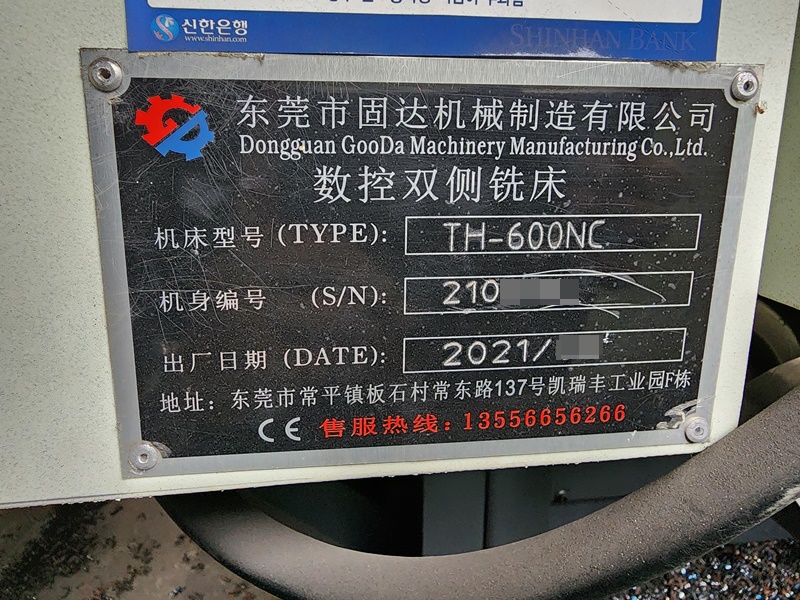 신한은행
www.shinhan.com
SHINHAN BANK
东莞市固达机械制造有限公司
Dongguan GooDa Machinery Manufacturing Co.,Ltd.
数控双侧铣床
机床型号 (TYPE): TH-600NC
机身编号 (S/N): 210
出厂日期 (DATE): 2021/
地址：东莞市常平镇板石村常东路137号凯瑞丰工业园F栋
CE 售服热线：13556656266